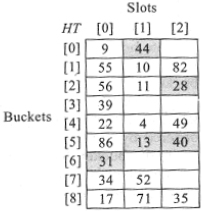 Slots
HT [0] [1] [2]
[0] 9 44
[1] 55 10 82
[2] 56 11 28
[3] 39
Buckets [4] 22 4 49
[5] 86 13 40
[6] 31
[7] 34 52
[8] 17 71 35